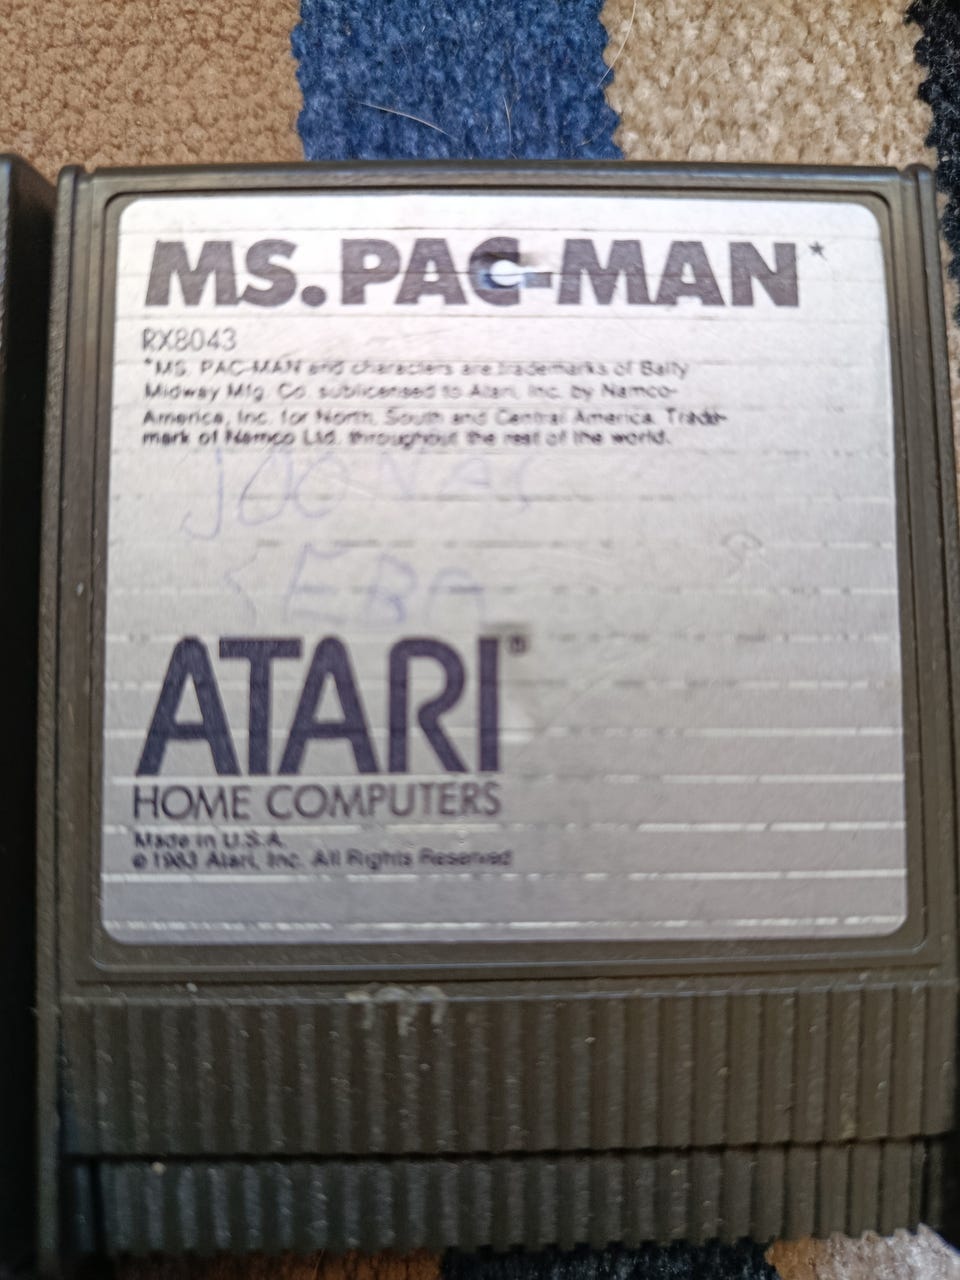 MS. PAC-MAN*
RX8043
*MS. PAC-MAN and characters are trademarks of Bally
Midway Mfg. Co. sublicensed to Atari, Inc. by Namco-
America, Inc. for North, South and Central America. Trade-
mark of Namco Ltd. throughout the rest of the world.
ATARI®
HOME COMPUTERS
Made in U.S.A.
© 1983 Atari, Inc. All Rights Reserved